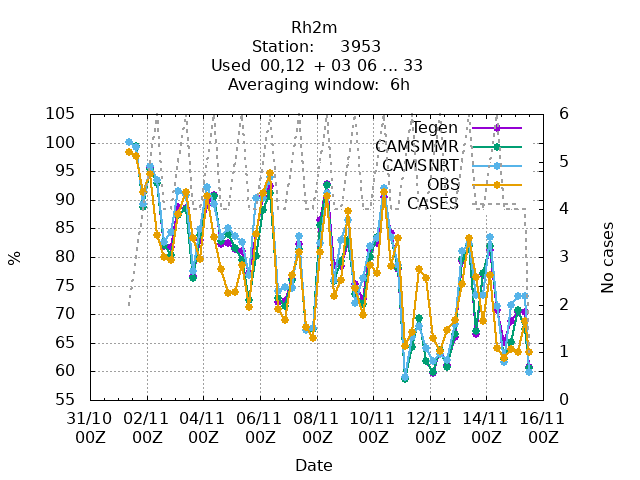 Rh2m
Station: 3953
Used 00,12 + 03 06 ... 33
Averaging window: 6h
105
100
95
90
85
80
75
70
65
60
55
%
6
5
4
3
2
1
0
No cases
Tegen
CAMSMMR
CAMSNRT
OBS
CASES
31/10 02/11 04/11 06/11 08/11 10/11 12/11 14/11 16/11
00Z 00Z 00Z 00Z 00Z 00Z 00Z 00Z 00Z
Date